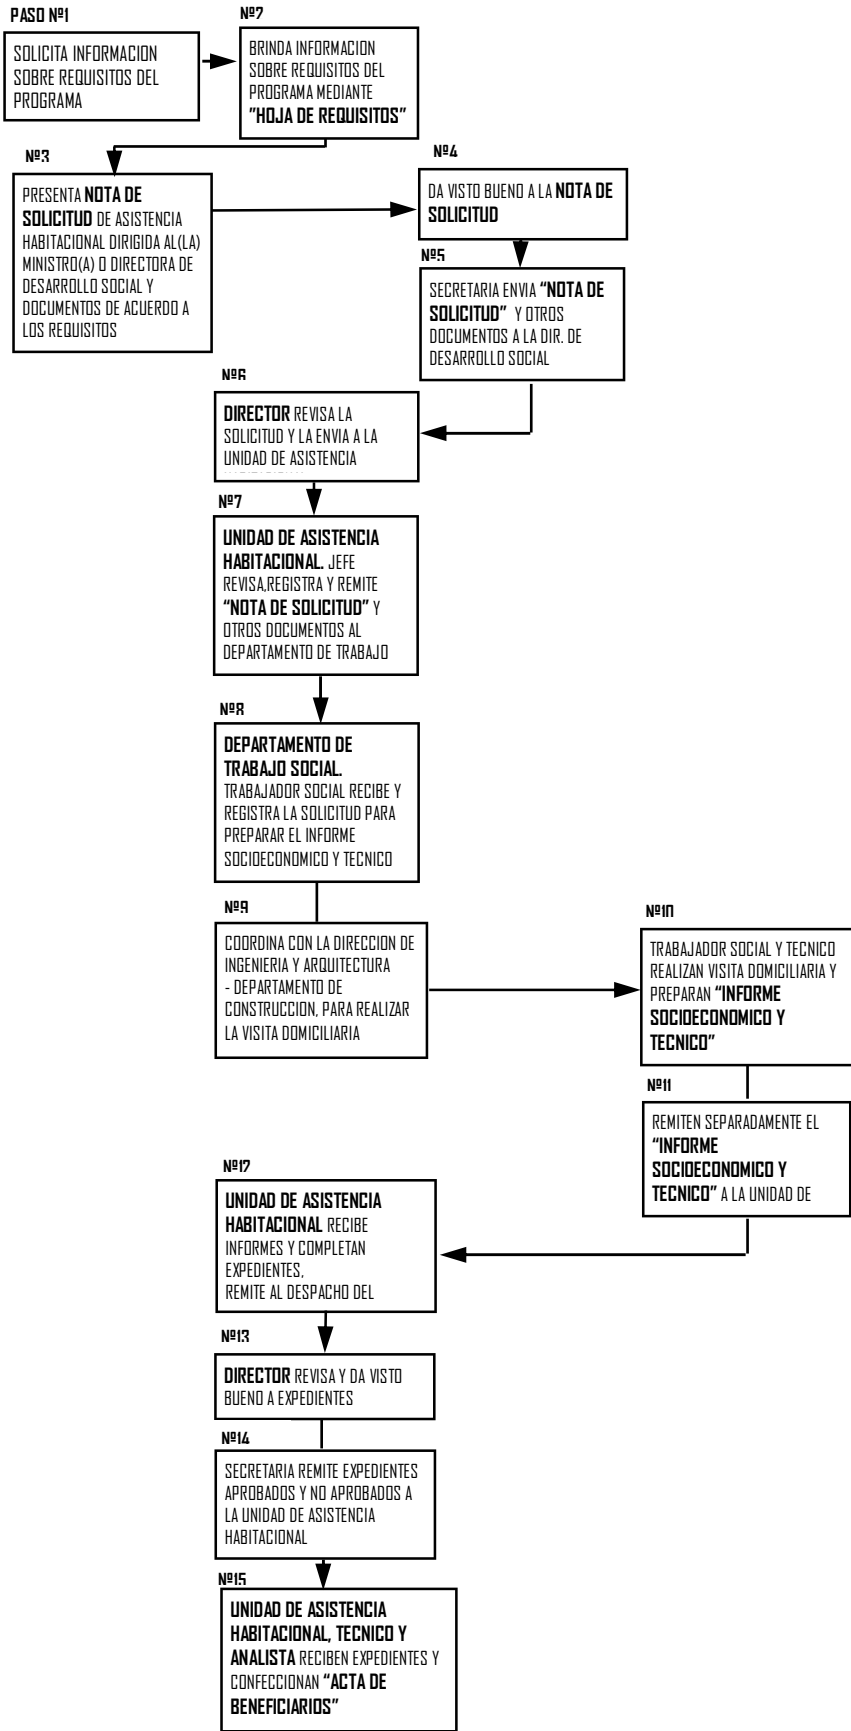 PASO Nº1
SOLICITA INFORMACION
SOBRE REQUISITOS DEL
PROGRAMA
Nº2
BRINDA INFORMACION
SOBRE REQUISITOS DEL
PROGRAMA MEDIANTE
"HOJA DE REQUISITOS"
Nº3
PRESENTA NOTA DE
SOLICITUD DE ASISTENCIA
HABITACIONAL DIRIGIDA AL(LA)
MINISTRO(A) O DIRECTORA DE
DESARROLLO SOCIAL Y
DOCUMENTOS DE ACUERDO A
LOS REQUISITOS
Nº4
DA VISTO BUENO A LA NOTA DE
SOLICITUD
Nº5
SECRETARIA ENVIA “NOTA DE
SOLICITUD” Y OTROS
DOCUMENTOS A LA DIR. DE
DESARROLLO SOCIAL
Nº6
DIRECTOR REVISA LA
SOLICITUD Y LA ENVIA A LA
UNIDAD DE ASISTENCIA
Nº7
UNIDAD DE ASISTENCIA
HABITACIONAL. JEFE
REVISA,REGISTRA Y REMITE
“NOTA DE SOLICITUD” Y
OTROS DOCUMENTOS AL
DEPARTAMENTO DE TRABAJO
Nº8
DEPARTAMENTO DE
TRABAJO SOCIAL.
TRABAJADOR SOCIAL RECIBE Y
REGISTRA LA SOLICITUD PARA
PREPARAR EL INFORME
SOCIOECONOMICO Y TECNICO
Nº9
COORDINA CON LA DIRECCION DE
INGENIERIA Y ARQUITECTURA
- DEPARTAMENTO DE
CONSTRUCCION, PARA REALIZAR
LA VISITA DOMICILIARIA
Nº10
TRABAJADOR SOCIAL Y TECNICO
REALIZAN VISITA DOMICILIARIA Y
PREPARAN “INFORME
SOCIOECONOMICO Y
TECNICO”
Nº11
REMITEN SEPARADAMENTE EL
“INFORME
SOCIOECONOMICO Y
TECNICO” A LA UNIDAD DE
Nº12
UNIDAD DE ASISTENCIA
HABITACIONAL RECIBE
INFORMES Y COMPLETAN
EXPEDIENTES,
REMITE AL DESPACHO DEL
Nº13
DIRECTOR REVISA Y DA VISTO
BUENO A EXPEDIENTES
Nº14
SECRETARIA REMITE EXPEDIENTES
APROBADOS Y NO APROBADOS A
LA UNIDAD DE ASISTENCIA
HABITACIONAL
Nº15
UNIDAD DE ASISTENCIA
HABITACIONAL, TECNICO Y
ANALISTA RECIBEN EXPEDIENTES Y
CONFECCIONAN “ACTA DE
BENEFICIARIOS”